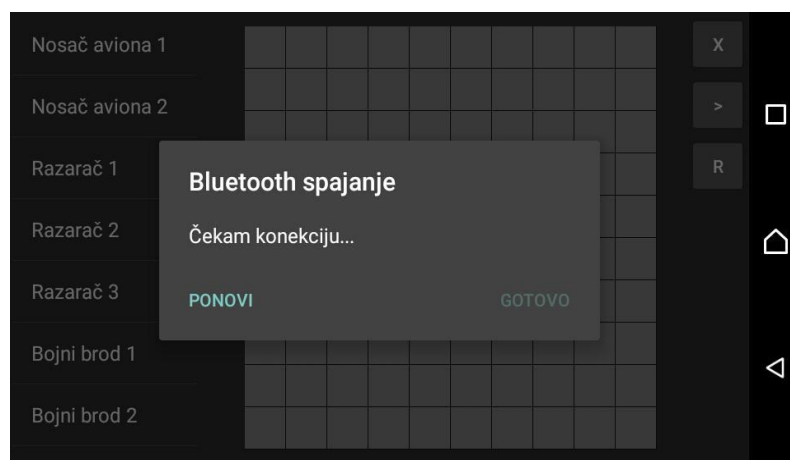 Nosač aviona 1
Nosač aviona 2
Razarač 1
Razarač 2
Razarač 3
Bojni brod 1
Bojni brod 2
Bluetooth spajanje
Čekam konekciju...
PONOVI
GOTOVO
X
>
R